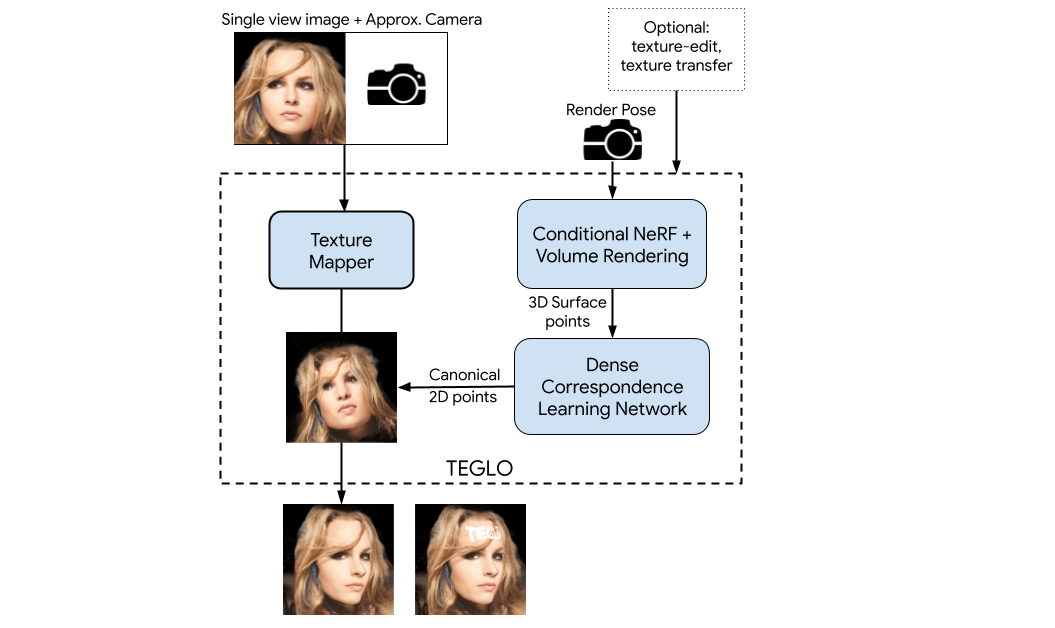 Single view image + Approx. Camera
Optional:
texture-edit,
texture transfer
Render Pose
Texture
Mapper
Conditional NeRF +
Volume Rendering
3D Surface
points
Dense
Correspondence
Learning Network
Canonical
2D points
TEGLO